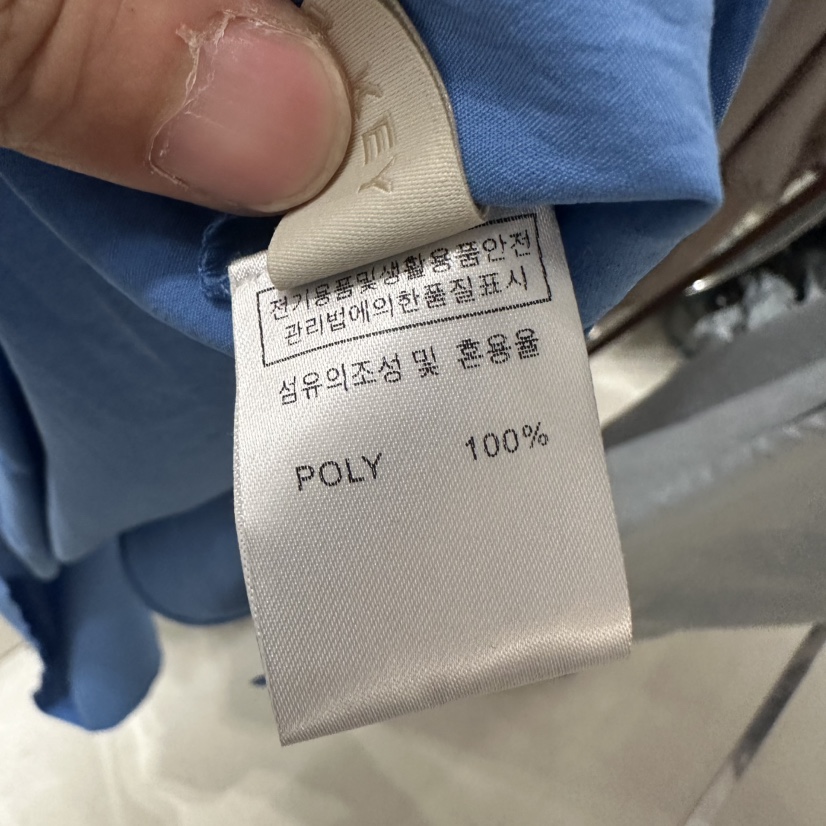 KEY
전기용품및생활용품안전
관리법에의한품질표시
섬유의조성 및 혼용율
POLY 100%